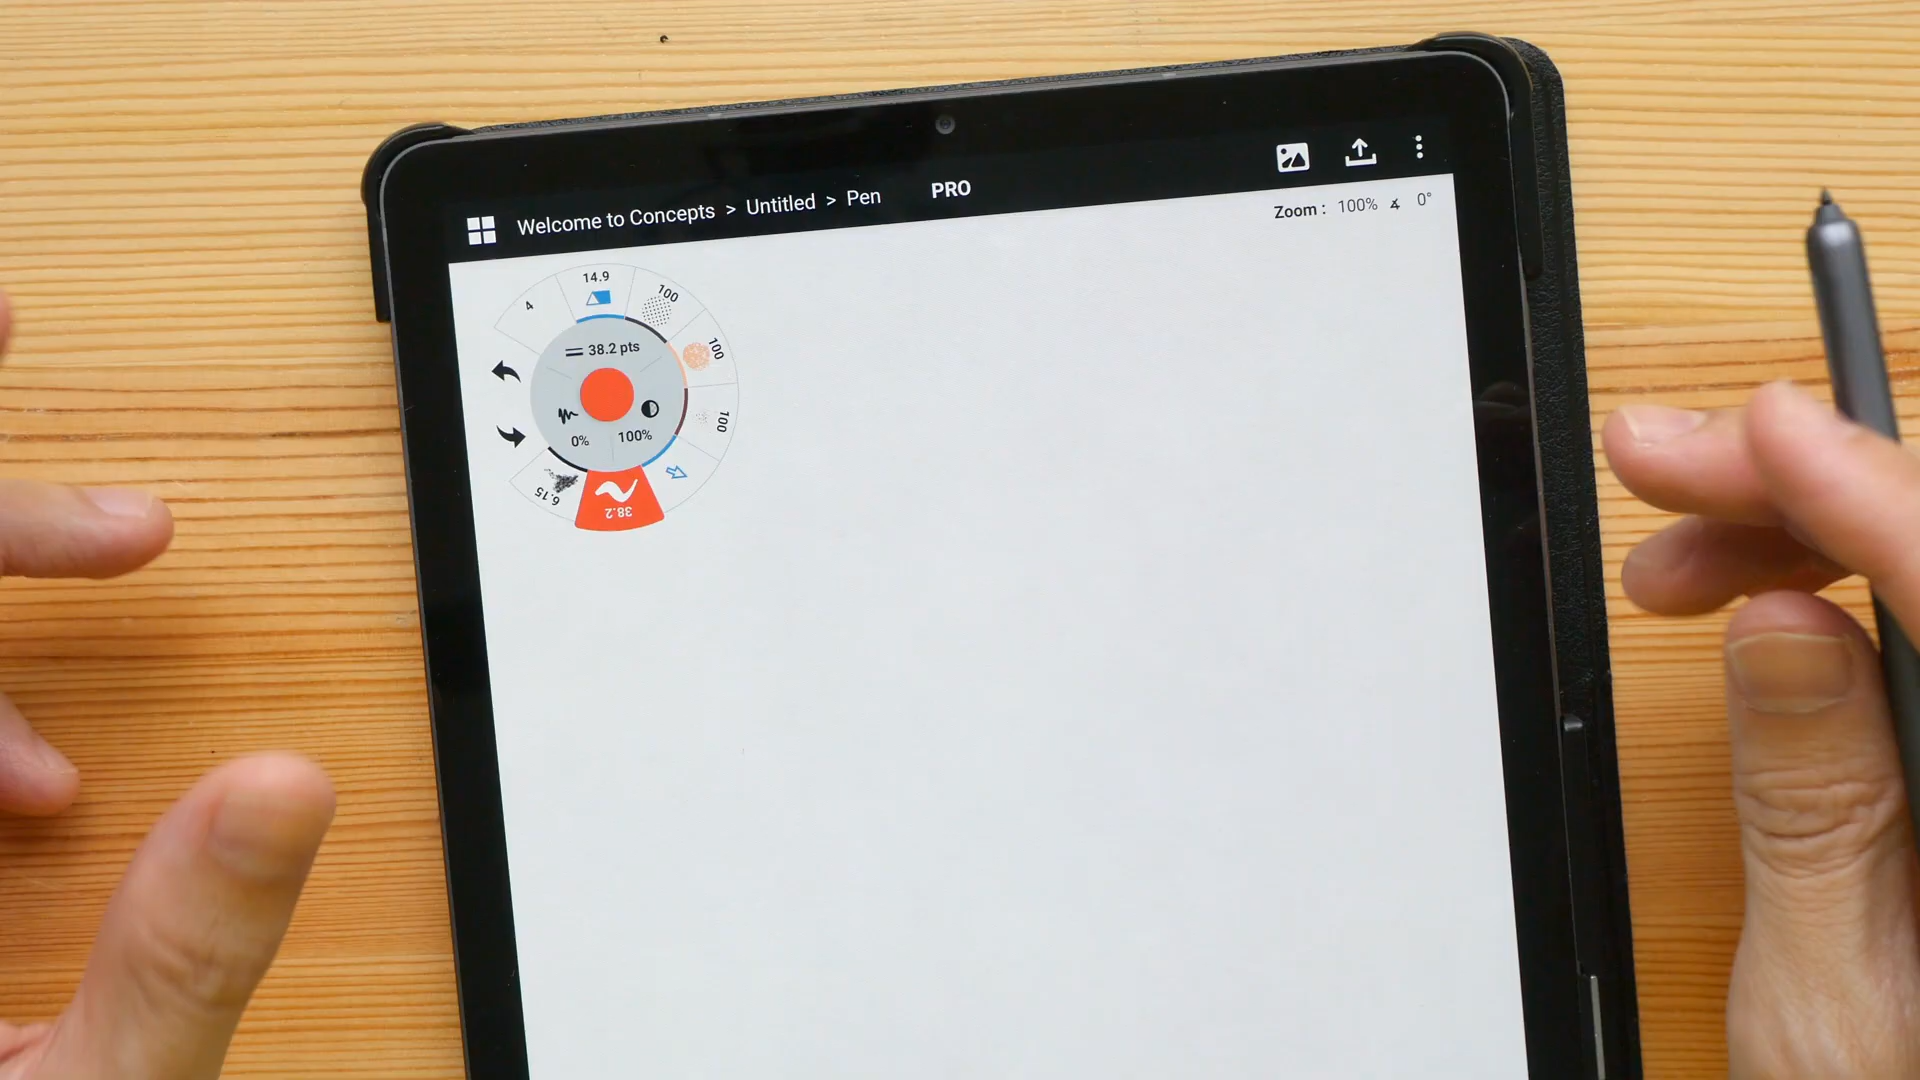 Welcome to Concepts > Untitled > Pen
PRO
Zoom : 100% 0°
14.9
4
100
100
100
38.2 pts
0%
100%
6.15
38.2